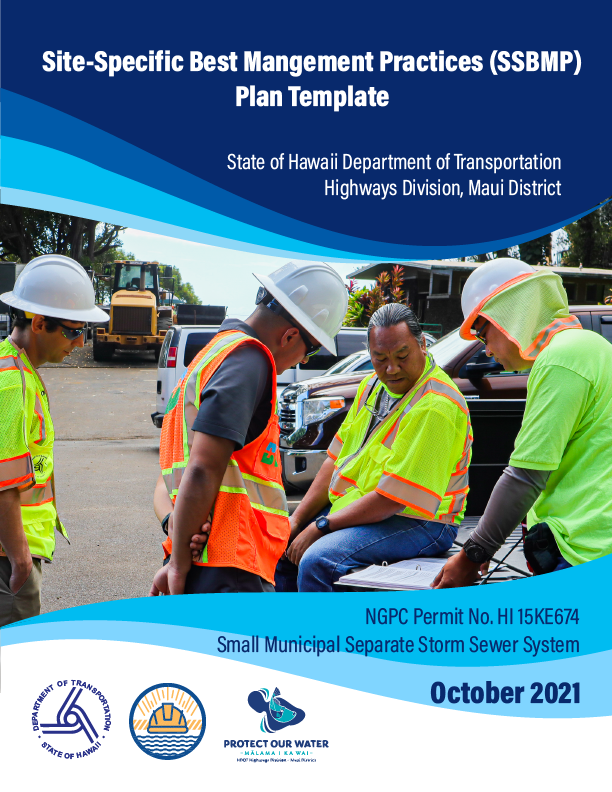 Site-Specific Best Mangement Practices (SSBMP)
Plan Template
State of Hawaii Department of Transportation
Highways Division, Maui District
NGPC Permit No. HI 15KE674
Small Municipal Separate Storm Sewer System
October 2021
DEPARTMENT OF TRANSPORTATION
STATE OF HAWAII
PROTECT OUR WATER
MĀLAMA I KA WAI
HDOT Highways Division - Maui District